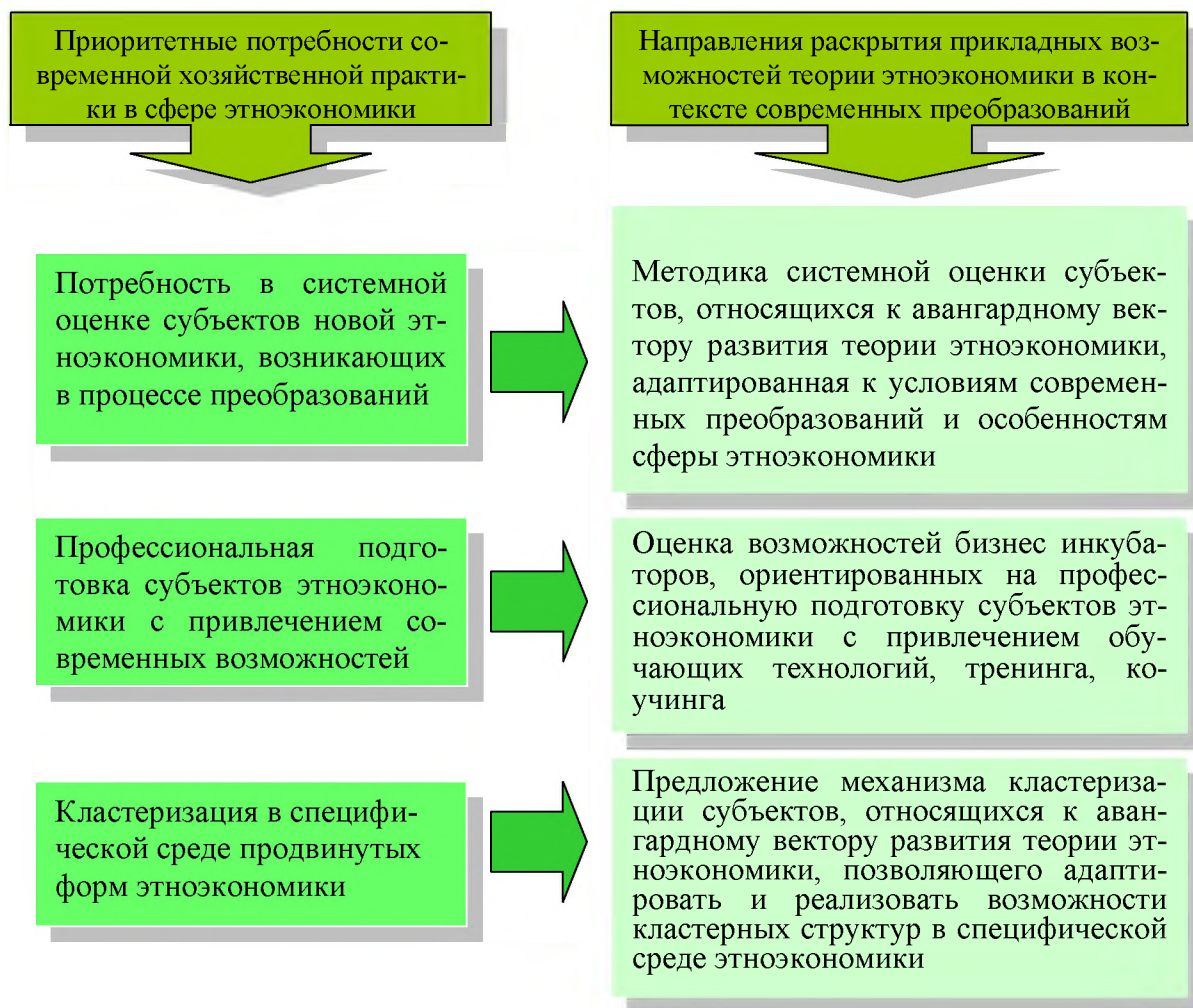 Приоритетные потребности со-
временной хозяйственной практи-
ки в сфере этноэкономики
Направления раскрытия прикладных воз-
можностей теории этноэкономики в кон-
тексте современных преобразований
Потребность в системной
оценке субъектов новой эт-
ноэкономики, возникающих
в процессе преобразований
Методика системной оценки субъек-
тов, относящихся к авангардному век-
тору развития теории этноэкономики,
адаптированная к условиям современ-
ных преобразований и особенностям
сферы этноэкономики
Профессиональная подго-
товка субъектов этноэконо-
мики с привлечением со-
временных возможностей
Оценка возможностей бизнес инкуба-
торов, ориентированных на профес-
сиональную подготовку субъектов эт-
ноэкономики с привлечением обу-
чающих технологий, тренинга, ко-
учинга
Кластеризация в специфи-
ческой среде продвинутых
форм этноэкономики
Предложение механизма кластериза-
ции субъектов, относящихся к аван-
гардному вектору развития теории эт-
ноэкономики, позволяющего адапти-
ровать и реализовать возможности
кластерных структур в специфической
среде этноэкономики